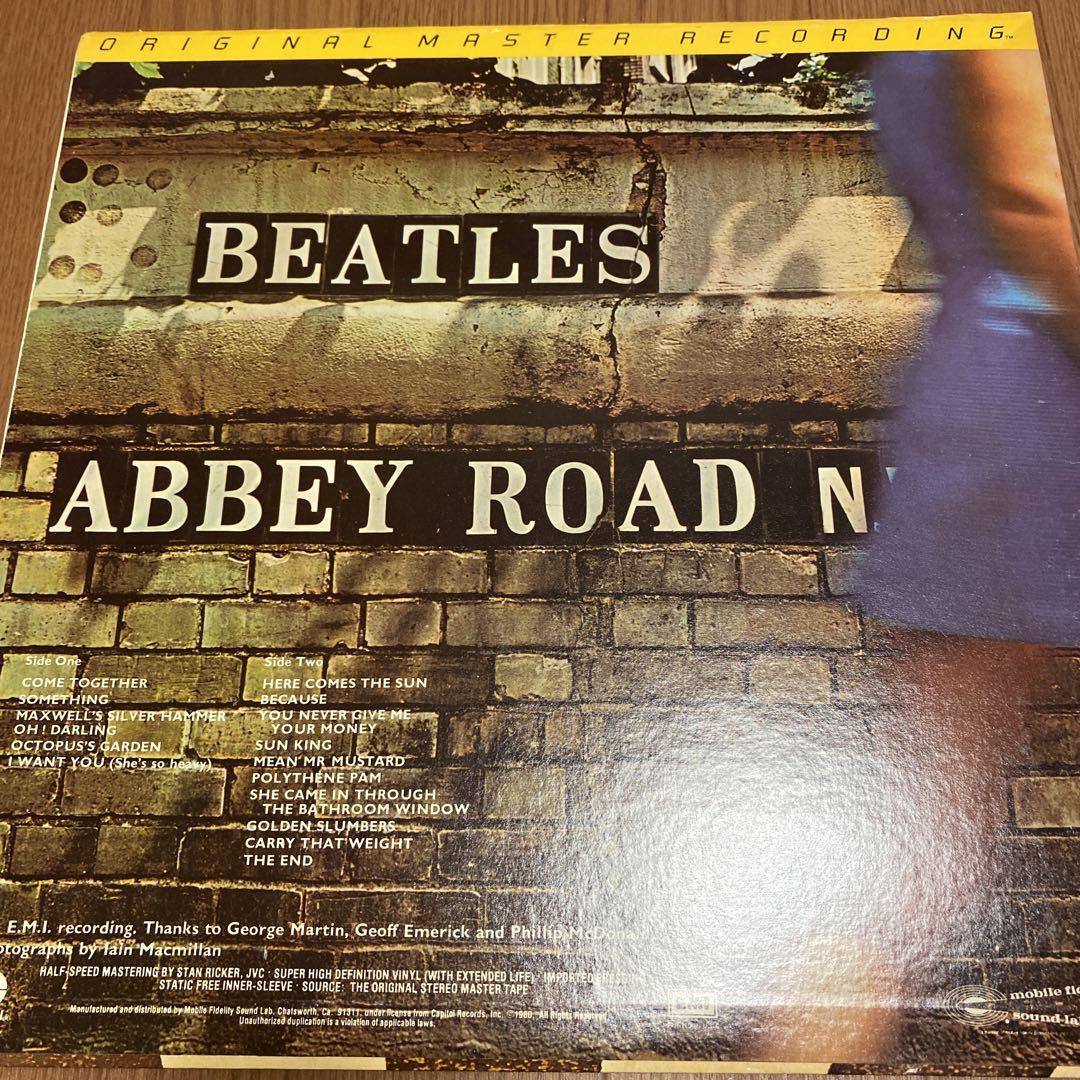 ORIGINAL MASTER RECORDING™
BEATLES
ABBEY ROAD N
Side One
COME TOGETHER
SOMETHING
MAXWELL'S SILVER HAMMER
OH! DARLING
OCTOPUS'S GARDEN
I WANT YOU (She's so heavy)
Side Two
HERE COMES THE SUN
BECAUSE
YOU NEVER GIVE ME
YOUR MONEY
SUN KING
MEAN MR MUSTARD
POLYTHENE PAM
SHE CAME IN THROUGH
THE BATHROOM WINDOW
GOLDEN SLUMBERS
CARRY THAT WEIGHT
THE END
E.M.I. recording. Thanks to George Martin, Geoff Emerick and Phillip
by Iain Macmillan
HALF-SPEED MASTERING BY STAN RICKER, JVC · SUPER HIGH DEFINITION VINYL (WITH EXTENDED LIFE) · IMPORTED
STATIC FREE INNER-SLEEVE · SOURCE: THE ORIGINAL STEREO MASTER TAPE
Manufactured and distributed by Mobile Fidelity Sound Lab, Chatsworth, Ca. 91311, under license from Capitol Records, Inc. ©1980, All Rights Reserved
Unauthorized duplication is a violation of applicable laws.
mobile
sound